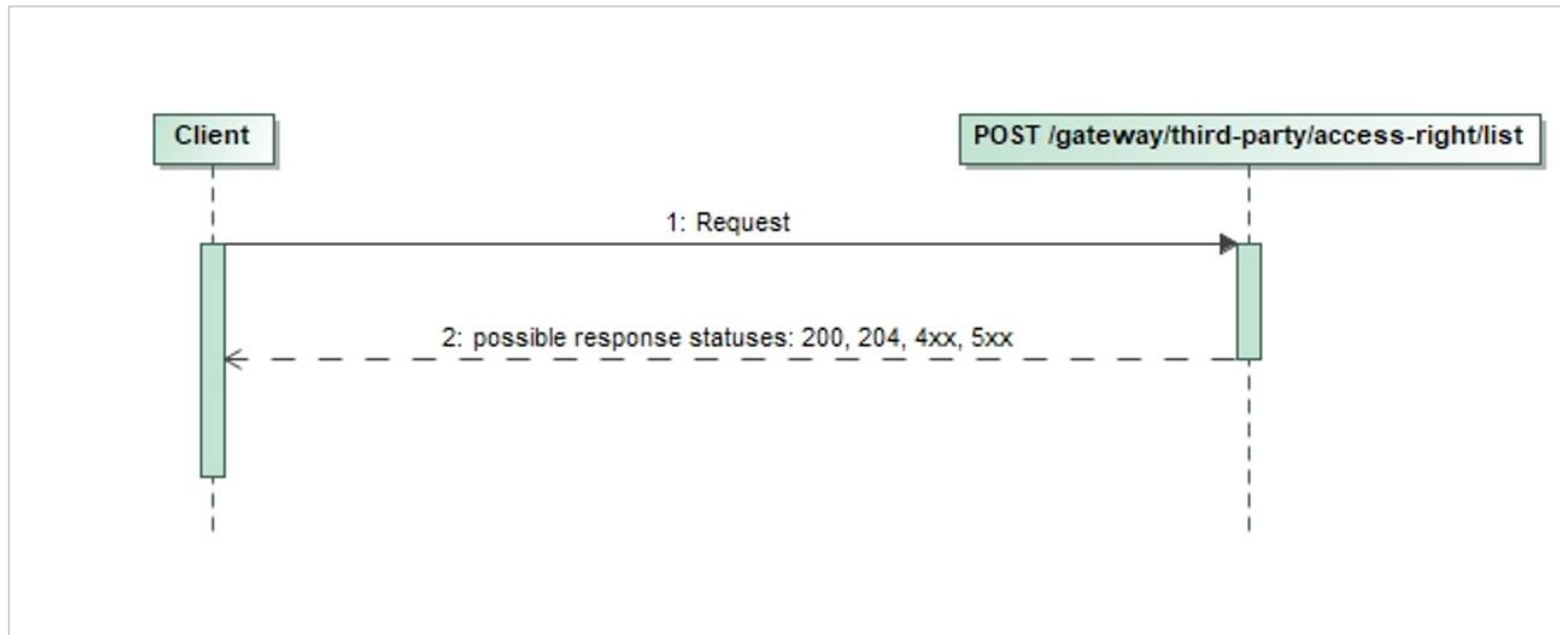 Client
POST /gateway/third-party/access-right/list
1: Request
2: possible response statuses: 200, 204, 4xx, 5xx